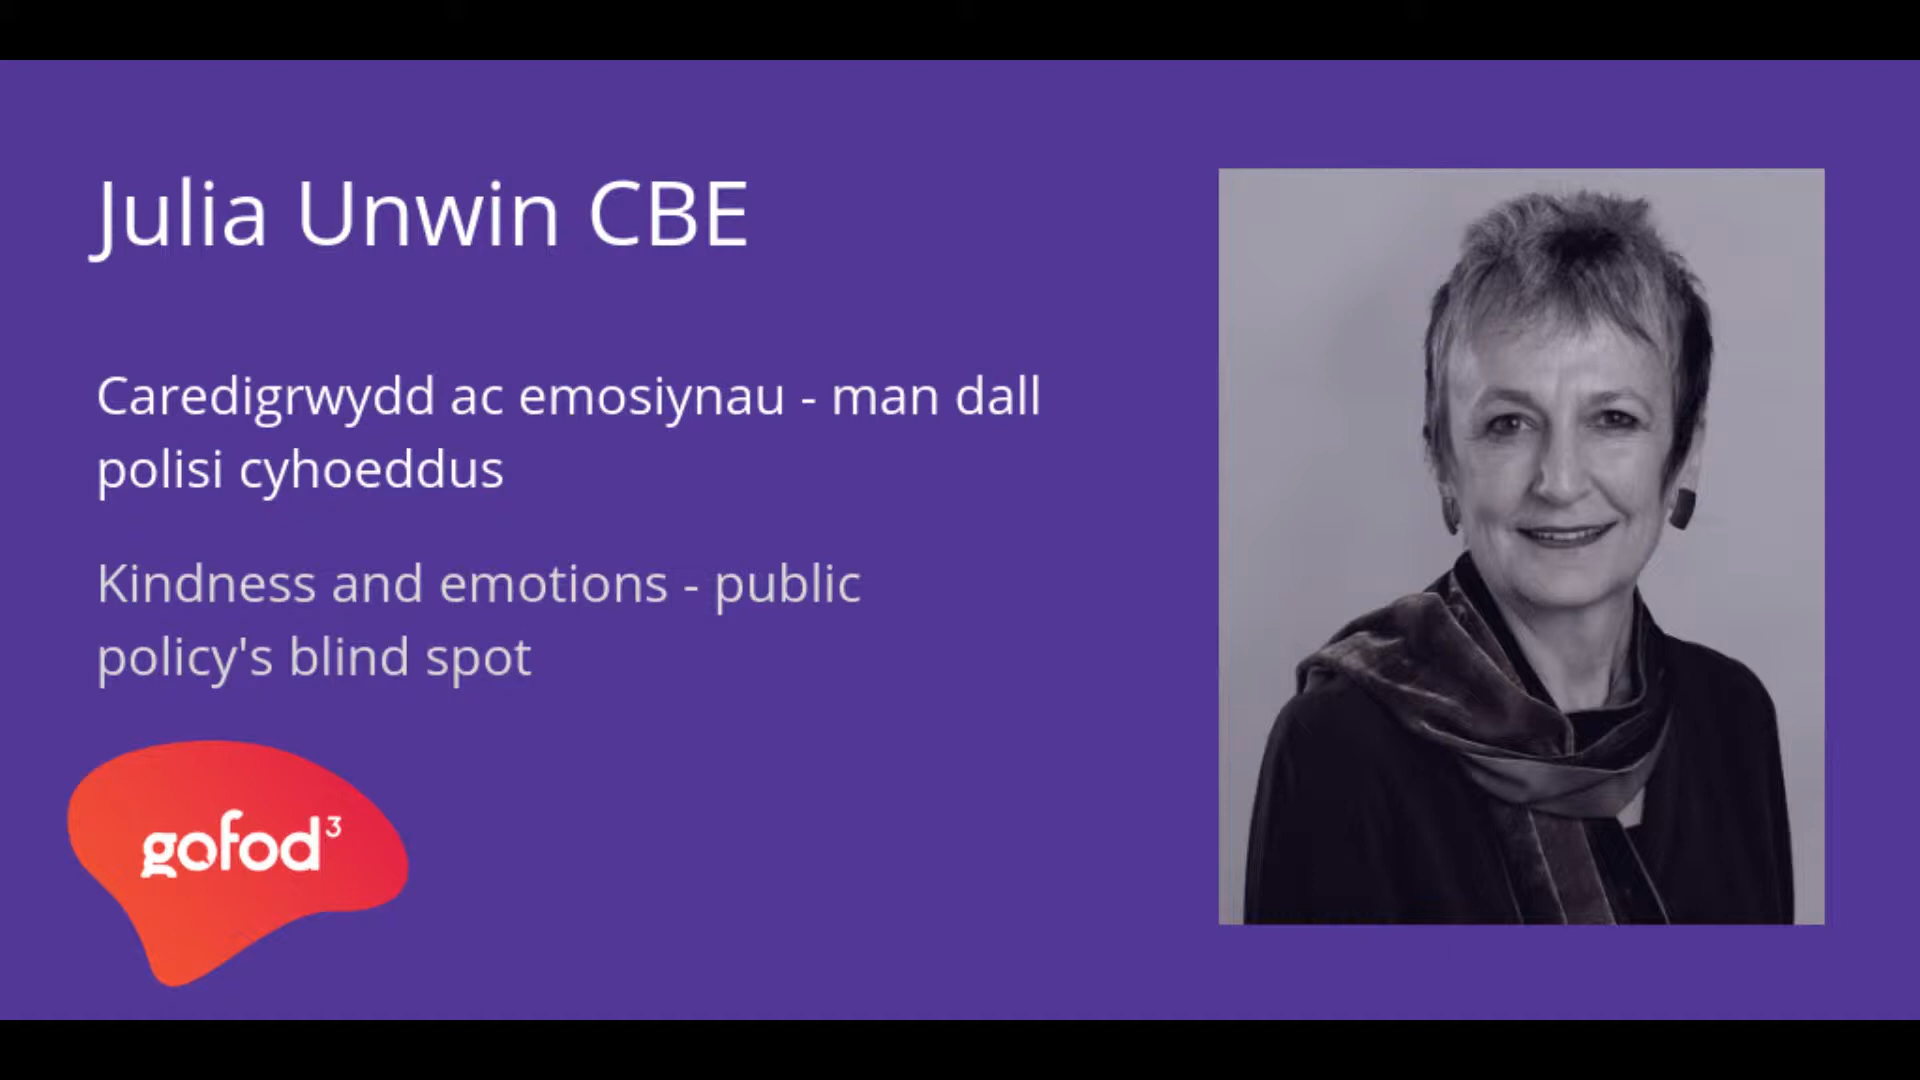 Julia Unwin CBE
Caredigrwydd ac emosiynau - man dall
polisi cyhoeddus
Kindness and emotions - public
policy's blind spot
gofod³